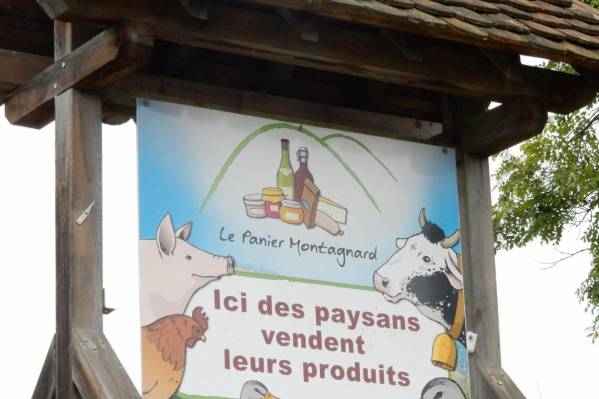 Le Panier Montagnard
Ici des paysans
vendent
leurs produits